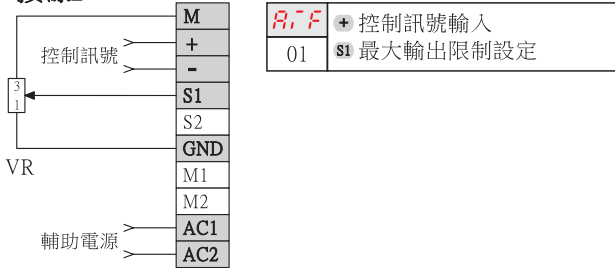 M
+
控制訊號
-
3
1
S1
S2
GND
VR
M1
M2
輔助電源
AC1
AC2
+ 控制訊號輸入
01
S1 最大輸出限制設定